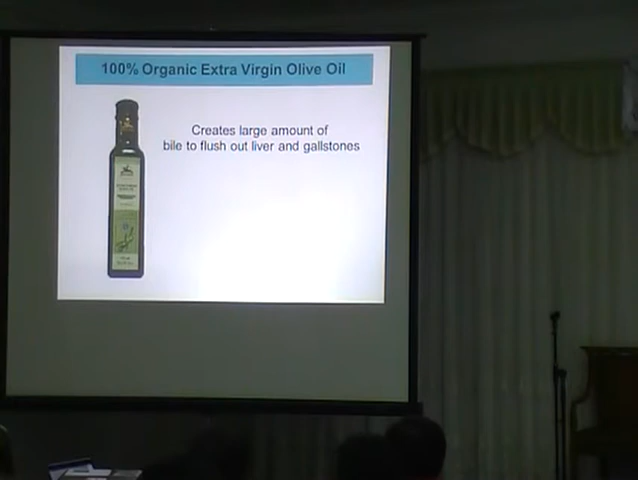 100% Organic Extra Virgin Olive Oil
Creates large amount of
bile to flush out liver and gallstones